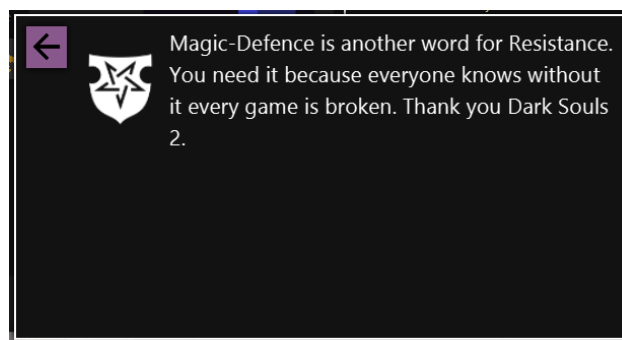 Magic-Defence is another word for Resistance.
You need it because everyone knows without
it every game is broken. Thank you Dark Souls
2.